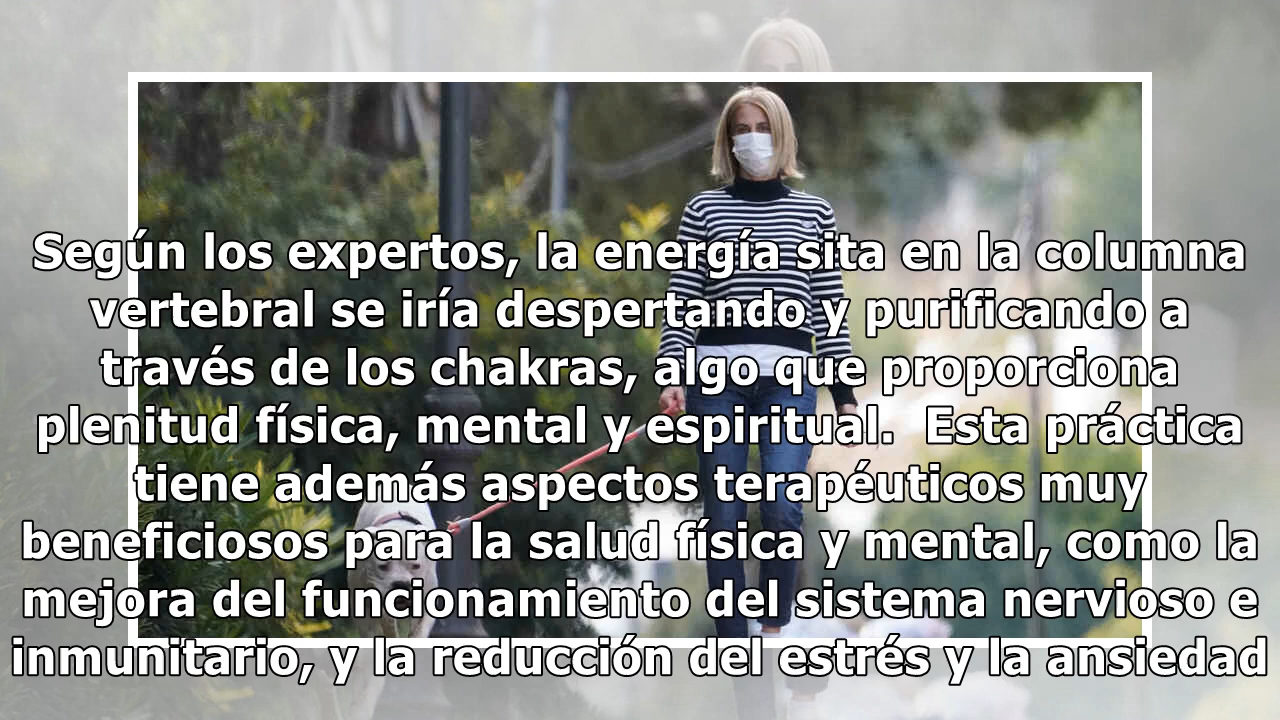 Según los expertos, la energía sita en la columna
vertebral se iría despertando y purificando a
través de los chakras, algo que proporciona
plenitud física, mental y espiritual.  Esta práctica
tiene además aspectos terapéuticos muy
beneficiosos para la salud física y mental, como la
mejora del funcionamiento del sistema nervioso e
inmunitario, y la reducción del estrés y la ansiedad